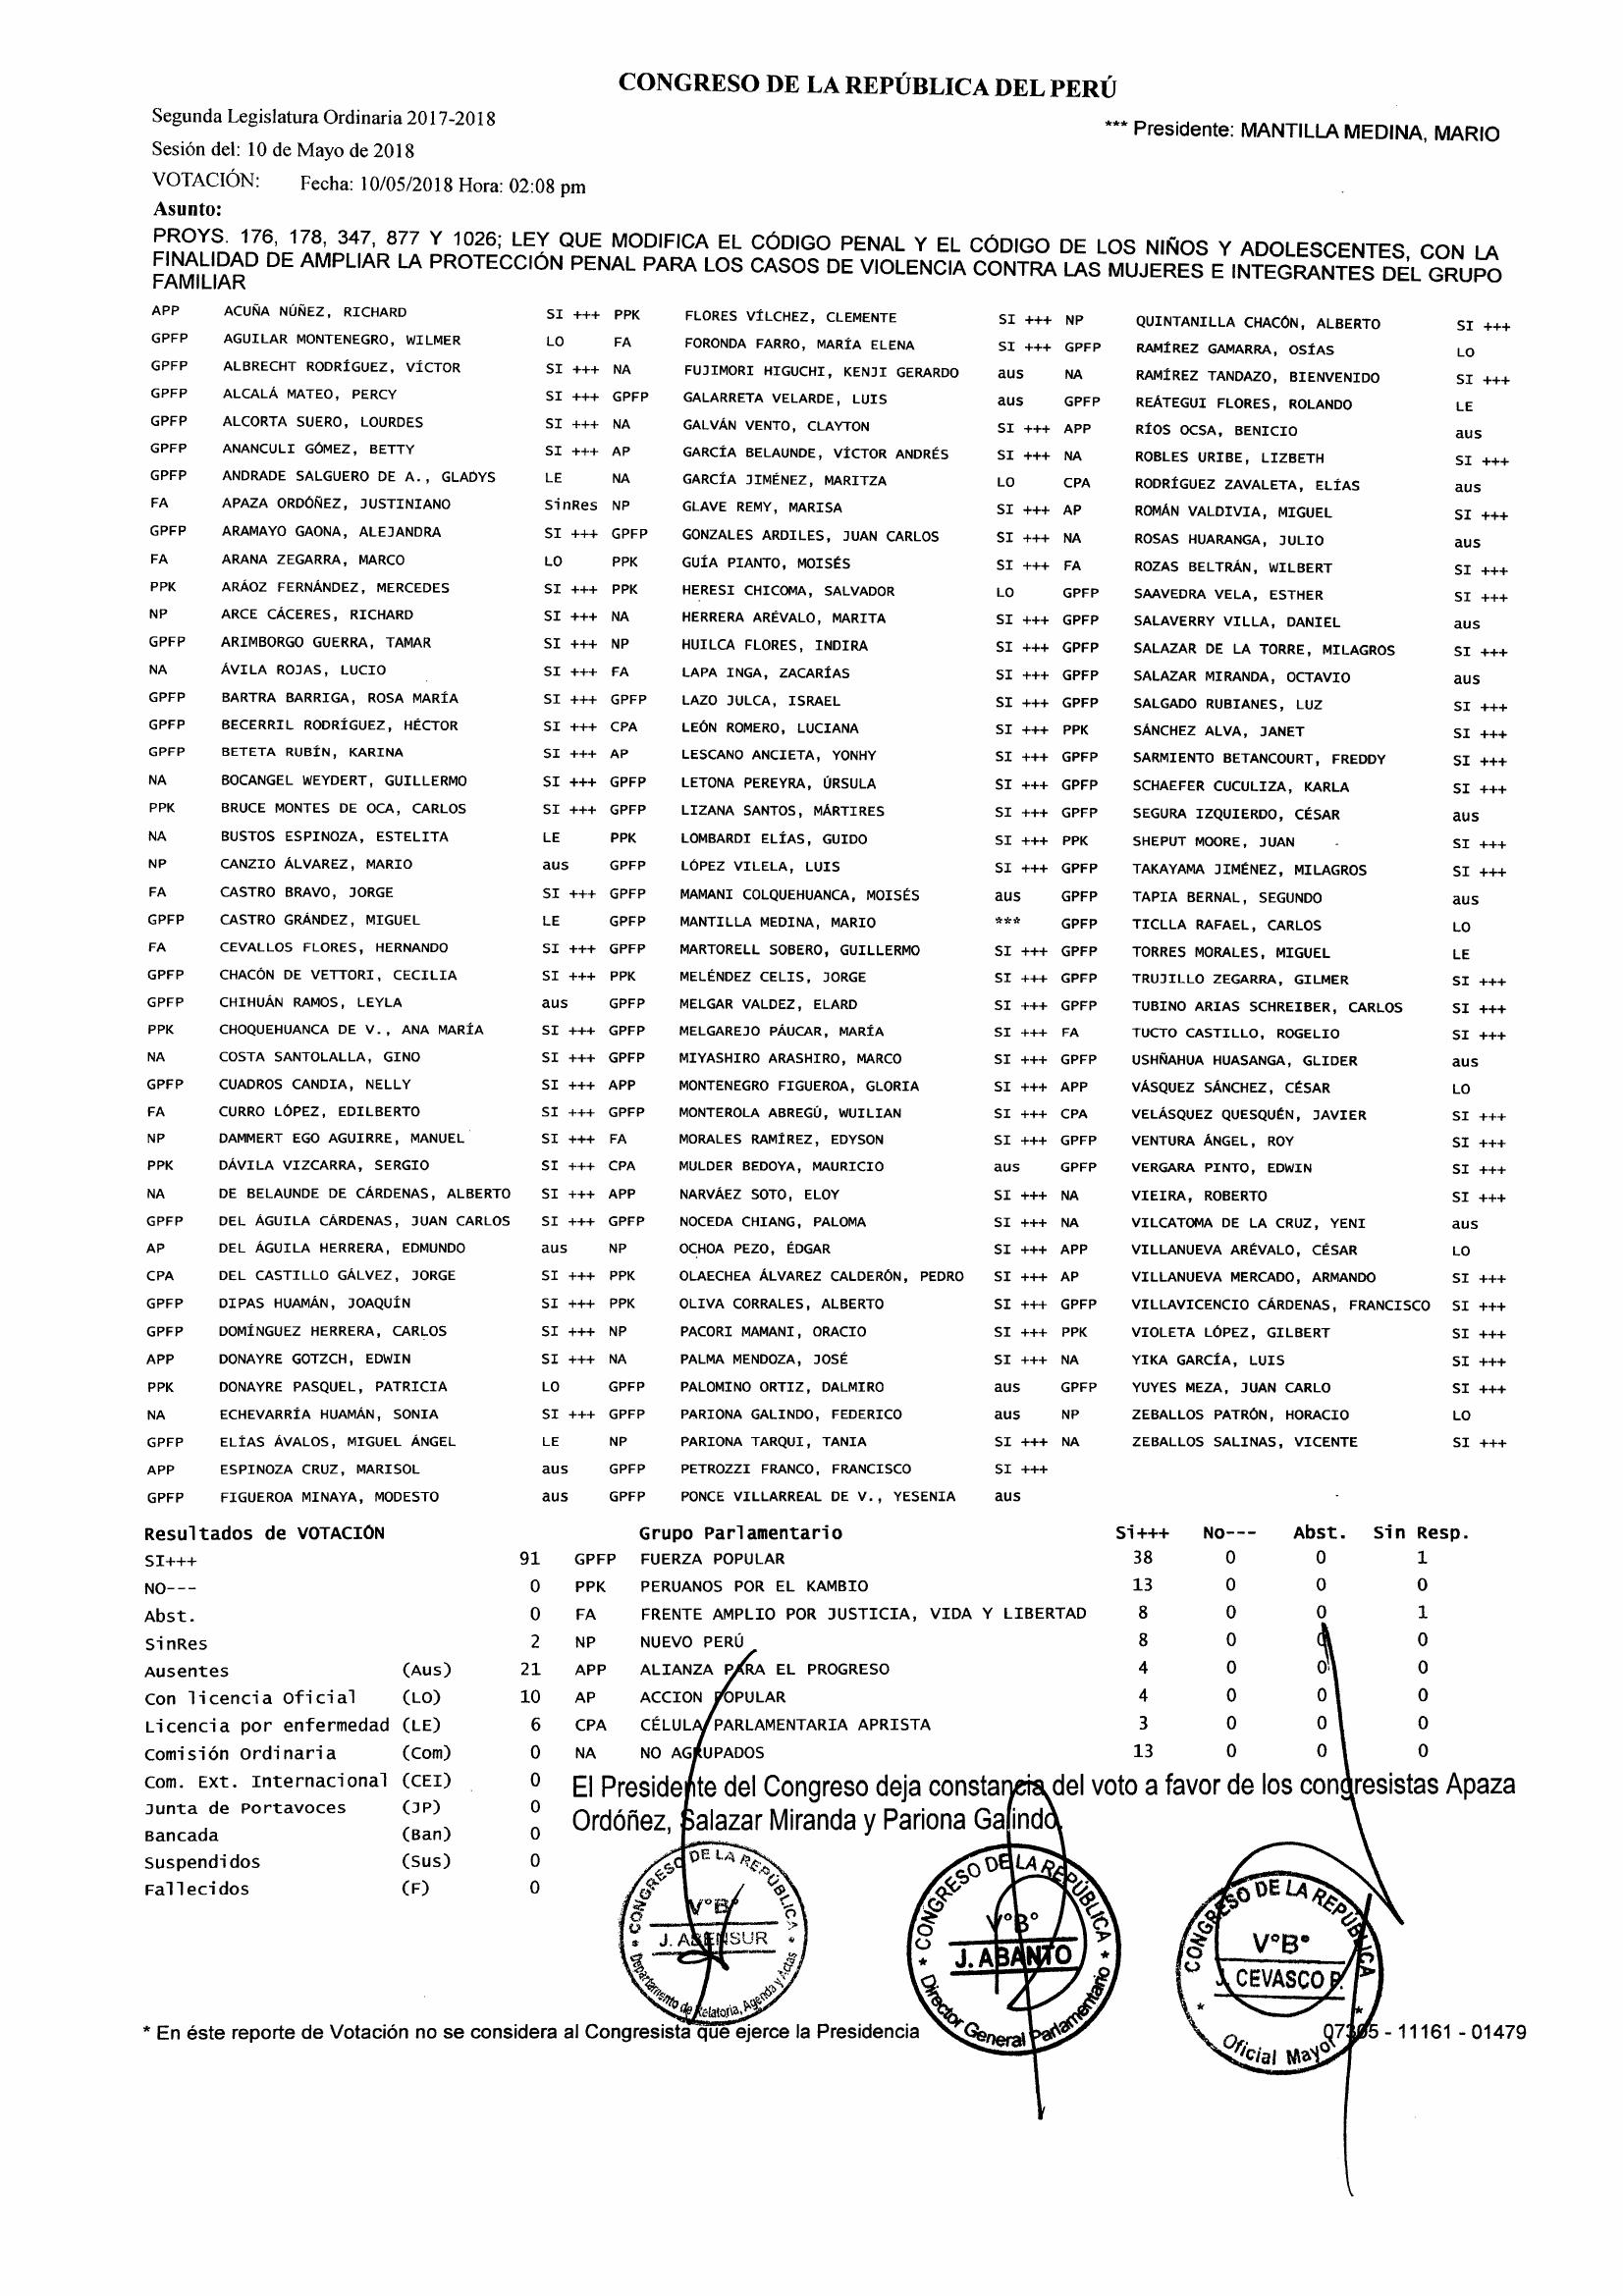 CONGRESO DE LA REPÚBLICA DEL PERÚ
Segunda Legislatura Ordinaria 2017-2018
*** Presidente: MANTILLA MEDINA, MARIO
Sesión del: 10 de Mayo de 2018
VOTACIÓN: Fecha: 10/05/2018 Hora: 02:08 pm
Asunto:
PROYS. 176, 178, 347, 877 Y 1026; LEY QUE MODIFICA EL CÓDIGO PENAL Y EL CÓDIGO DE LOS NIÑOS Y ADOLESCENTES, CON LA
FINALIDAD DE AMPLIAR LA PROTECCIÓN PENAL PARA LOS CASOS DE VIOLENCIA CONTRA LAS MUJERES E INTEGRANTES DEL GRUPO
FAMILIAR
APP ACUÑA NÚÑEZ, RICHARD SI +++ PPK FLORES VÍLCHEZ, CLEMENTE SI +++ NP QUINTANILLA CHACÓN, ALBERTO SI +++
GPFP AGUILAR MONTENEGRO, WILMER LO FA FORONDA FARRO, MARÍA ELENA SI +++ GPFP RAMÍREZ GAMARRA, OSÍAS LO
GPFP ALBRECHT RODRÍGUEZ, VÍCTOR SI +++ NA FUJIMORI HIGUCHI, KENJI GERARDO aus NA RAMÍREZ TANDAZO, BIENVENIDO SI +++
GPFP ALCALÁ MATEO, PERCY SI +++ GPFP GALARRETA VELARDE, LUIS aus GPFP REÁTEGUI FLORES, ROLANDO LE
GPFP ALCORTA SUERO, LOURDES SI +++ NA GALVÁN VENTO, CLAYTON SI +++ APP RÍOS OCSA, BENICIO aus
GPFP ANANCULI GÓMEZ, BETTY SI +++ AP GARCÍA BELAUNDE, VÍCTOR ANDRÉS SI +++ NA ROBLES URIBE, LIZBETH SI +++
GPFP ANDRADE SALGUERO DE A., GLADYS LE NA GARCÍA JIMÉNEZ, MARITZA LO CPA RODRÍGUEZ ZAVALETA, ELÍAS aus
FA APAZA ORDÓÑEZ, JUSTINIANO SinRes NP GLAVE REMY, MARISA SI +++ AP ROMÁN VALDIVIA, MIGUEL SI +++
GPFP ARAMAYO GAONA, ALEJANDRA SI +++ GPFP GONZALES ARDILES, JUAN CARLOS SI +++ NA ROSAS HUARANGA, JULIO aus
FA ARANA ZEGARRA, MARCO LO PPK GUÍA PIANTO, MOISÉS SI +++ FA ROZAS BELTRÁN, WILBERT SI +++
PPK ARÁOZ FERNÁNDEZ, MERCEDES SI +++ PPK HERESI CHICOMA, SALVADOR LO GPFP SAAVEDRA VELA, ESTHER SI +++
NP ARCE CÁCERES, RICHARD SI +++ NA HERRERA ARÉVALO, MARITA SI +++ GPFP SALAVERRY VILLA, DANIEL aus
GPFP ARIMBORGO GUERRA, TAMAR SI +++ NP HUILCA FLORES, INDIRA SI +++ GPFP SALAZAR DE LA TORRE, MILAGROS SI +++
NA ÁVILA ROJAS, LUCIO SI +++ FA LAPA INGA, ZACARÍAS SI +++ GPFP SALAZAR MIRANDA, OCTAVIO aus
GPFP BARTRA BARRIGA, ROSA MARÍA SI +++ GPFP LAZO JULCA, ISRAEL SI +++ GPFP SALGADO RUBIANES, LUZ SI +++
GPFP BECERRIL RODRÍGUEZ, HÉCTOR SI +++ CPA LEÓN ROMERO, LUCIANA SI +++ PPK SÁNCHEZ ALVA, JANET SI +++
GPFP BETETA RUBÍN, KARINA SI +++ AP LESCANO ANCIETA, YONHY SI +++ GPFP SARMIENTO BETANCOURT, FREDDY SI +++
NA BOCANGEL WEYDERT, GUILLERMO SI +++ GPFP LETONA PEREYRA, ÚRSULA SI +++ GPFP SCHAEFER CUCULIZA, KARLA SI +++
PPK BRUCE MONTES DE OCA, CARLOS SI +++ GPFP LIZANA SANTOS, MÁRTIRES SI +++ GPFP SEGURA IZQUIERDO, CÉSAR aus
NA BUSTOS ESPINOZA, ESTELITA LE PPK LOMBARDI ELÍAS, GUIDO SI +++ PPK SHEPUT MOORE, JUAN SI +++
NP CANZIO ÁLVAREZ, MARIO aus GPFP LÓPEZ VILELA, LUIS SI +++ GPFP TAKAYAMA JIMÉNEZ, MILAGROS SI +++
FA CASTRO BRAVO, JORGE SI +++ GPFP MAMANI COLQUEHUANCA, MOISÉS aus GPFP TAPIA BERNAL, SEGUNDO aus
GPFP CASTRO GRÁNDEZ, MIGUEL LE GPFP MANTILLA MEDINA, MARIO *** GPFP TICLLA RAFAEL, CARLOS LO
FA CEVALLOS FLORES, HERNANDO SI +++ GPFP MARTORELL SOBERO, GUILLERMO SI +++ GPFP TORRES MORALES, MIGUEL LE
GPFP CHACÓN DE VETTORI, CECILIA SI +++ PPK MELÉNDEZ CELIS, JORGE SI +++ GPFP TRUJILLO ZEGARRA, GILMER SI +++
GPFP CHIHUÁN RAMOS, LEYLA aus GPFP MELGAR VALDEZ, ELARD SI +++ GPFP TUBINO ARIAS SCHREIBER, CARLOS SI +++
PPK CHOQUEHUANCA DE V., ANA MARÍA SI +++ GPFP MELGAREJO PÁUCAR, MARÍA SI +++ FA TUCTO CASTILLO, ROGELIO SI +++
NA COSTA SANTOLALLA, GINO SI +++ GPFP MIYASHIRO ARASHIRO, MARCO SI +++ GPFP USHÑAHUA HUASANGA, GLIDER aus
GPFP CUADROS CANDIA, NELLY SI +++ APP MONTENEGRO FIGUEROA, GLORIA SI +++ APP VÁSQUEZ SÁNCHEZ, CÉSAR LO
FA CURRO LÓPEZ, EDILBERTO SI +++ GPFP MONTEROLA ABREGÚ, WUILIAN SI +++ CPA VELÁSQUEZ QUESQUÉN, JAVIER SI +++
NP DAMMERT EGO AGUIRRE, MANUEL SI +++ FA MORALES RAMÍREZ, EDYSON SI +++ GPFP VENTURA ÁNGEL, ROY SI +++
PPK DÁVILA VIZCARRA, SERGIO SI +++ CPA MULDER BEDOYA, MAURICIO aus GPFP VERGARA PINTO, EDWIN SI +++
NA DE BELAUNDE DE CÁRDENAS, ALBERTO SI +++ APP NARVÁEZ SOTO, ELOY SI +++ NA VIEIRA, ROBERTO SI +++
GPFP DEL ÁGUILA CÁRDENAS, JUAN CARLOS SI +++ GPFP NOCEDA CHIANG, PALOMA SI +++ NA VILCATOMA DE LA CRUZ, YENI aus
AP DEL ÁGUILA HERRERA, EDMUNDO aus NP OCHOA PEZO, ÉDGAR SI +++ APP VILLANUEVA ARÉVALO, CÉSAR LO
CPA DEL CASTILLO GÁLVEZ, JORGE SI +++ PPK OLAECHEA ÁLVAREZ CALDERÓN, PEDRO SI +++ AP VILLANUEVA MERCADO, ARMANDO SI +++
GPFP DIPAS HUAMÁN, JOAQUÍN SI +++ PPK OLIVA CORRALES, ALBERTO SI +++ GPFP VILLAVICENCIO CÁRDENAS, FRANCISCO SI +++
GPFP DOMÍNGUEZ HERRERA, CARLOS SI +++ NP PACORI MAMANI, ORACIO SI +++ PPK VIOLETA LÓPEZ, GILBERT SI +++
APP DONAYRE GOTZCH, EDWIN SI +++ NA PALMA MENDOZA, JOSÉ SI +++ NA YIKA GARCÍA, LUIS SI +++
PPK DONAYRE PASQUEL, PATRICIA LO GPFP PALOMINO ORTIZ, DALMIRO aus GPFP YUYES MEZA, JUAN CARLO SI +++
NA ECHEVARRÍA HUAMÁN, SONIA SI +++ GPFP PARIONA GALINDO, FEDERICO aus NP ZEBALLOS PATRÓN, HORACIO LO
GPFP ELÍAS ÁVALOS, MIGUEL ÁNGEL LE NP PARIONA TARQUI, TANIA SI +++ NA ZEBALLOS SALINAS, VICENTE SI +++
APP ESPINOZA CRUZ, MARISOL aus GPFP PETROZZI FRANCO, FRANCISCO SI +++
GPFP FIGUEROA MINAYA, MODESTO aus GPFP PONCE VILLARREAL DE V., YESENIA aus
Resultados de VOTACIÓN Grupo Parlamentario Si+++ No--- Abst. Sin Resp.
SI+++ 91 GPFP FUERZA POPULAR 38 0 0 1
NO--- 0 PPK PERUANOS POR EL KAMBIO 13 0 0 0
Abst. 0 FA FRENTE AMPLIO POR JUSTICIA, VIDA Y LIBERTAD 8 0 0 1
SinRes 2 NP NUEVO PERÚ 8 0 0 0
Ausentes (Aus) 21 APP ALIANZA PARA EL PROGRESO 4 0 0 0
Con licencia Oficial (LO) 10 AP ACCION POPULAR 4 0 0 0
Licencia por enfermedad (LE) 6 CPA CÉLULA PARLAMENTARIA APRISTA 3 0 0 0
Comisión Ordinaria (Com) 0 NA NO AGRUPADOS 13 0 0 0
Com. Ext. Internacional (CEI) 0
Junta de Portavoces (JP) 0
Bancada (Ban) 0
Suspendidos (Sus) 0
Fallecidos (F) 0
El Presidente del Congreso deja constancia del voto a favor de los congresistas Apaza
Ordóñez, Salazar Miranda y Pariona Galindo.
CONGRESO DE LA REPÚBLICA
V°B°
J. ABENSUR
Departamento de Relatoria, Agenda y Actas
CONGRESO DE LA REPÚBLICA
V°B°
J. ABANTO
Director General Parlamentario
CONGRESO DE LA REPÚBLICA
V°B°
J. CEVASCO P.
Oficial Mayor
* En éste reporte de Votación no se considera al Congresista que ejerce la Presidencia
07305 - 11161 - 01479